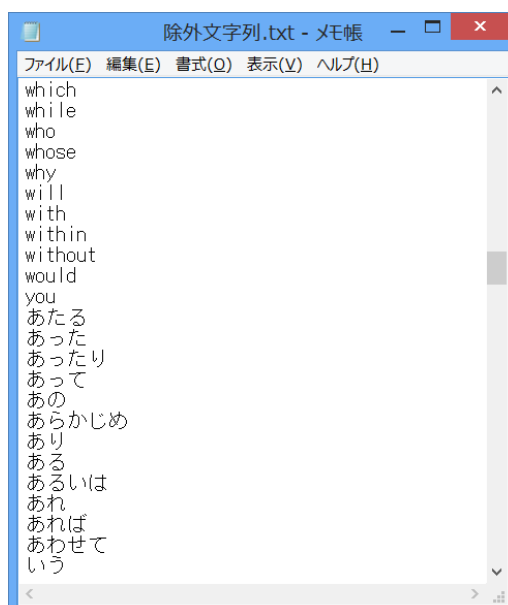 除外文字列.txt - メモ帳
ファイル(F) 編集(E) 書式(O) 表示(V) ヘルプ(H)
which
while
who
whose
why
will
with
within
without
would
you
あたる
あった
あったり
あって
あの
あらかじめ
あり
ある
あるいは
あれ
あれば
あわせて
いう